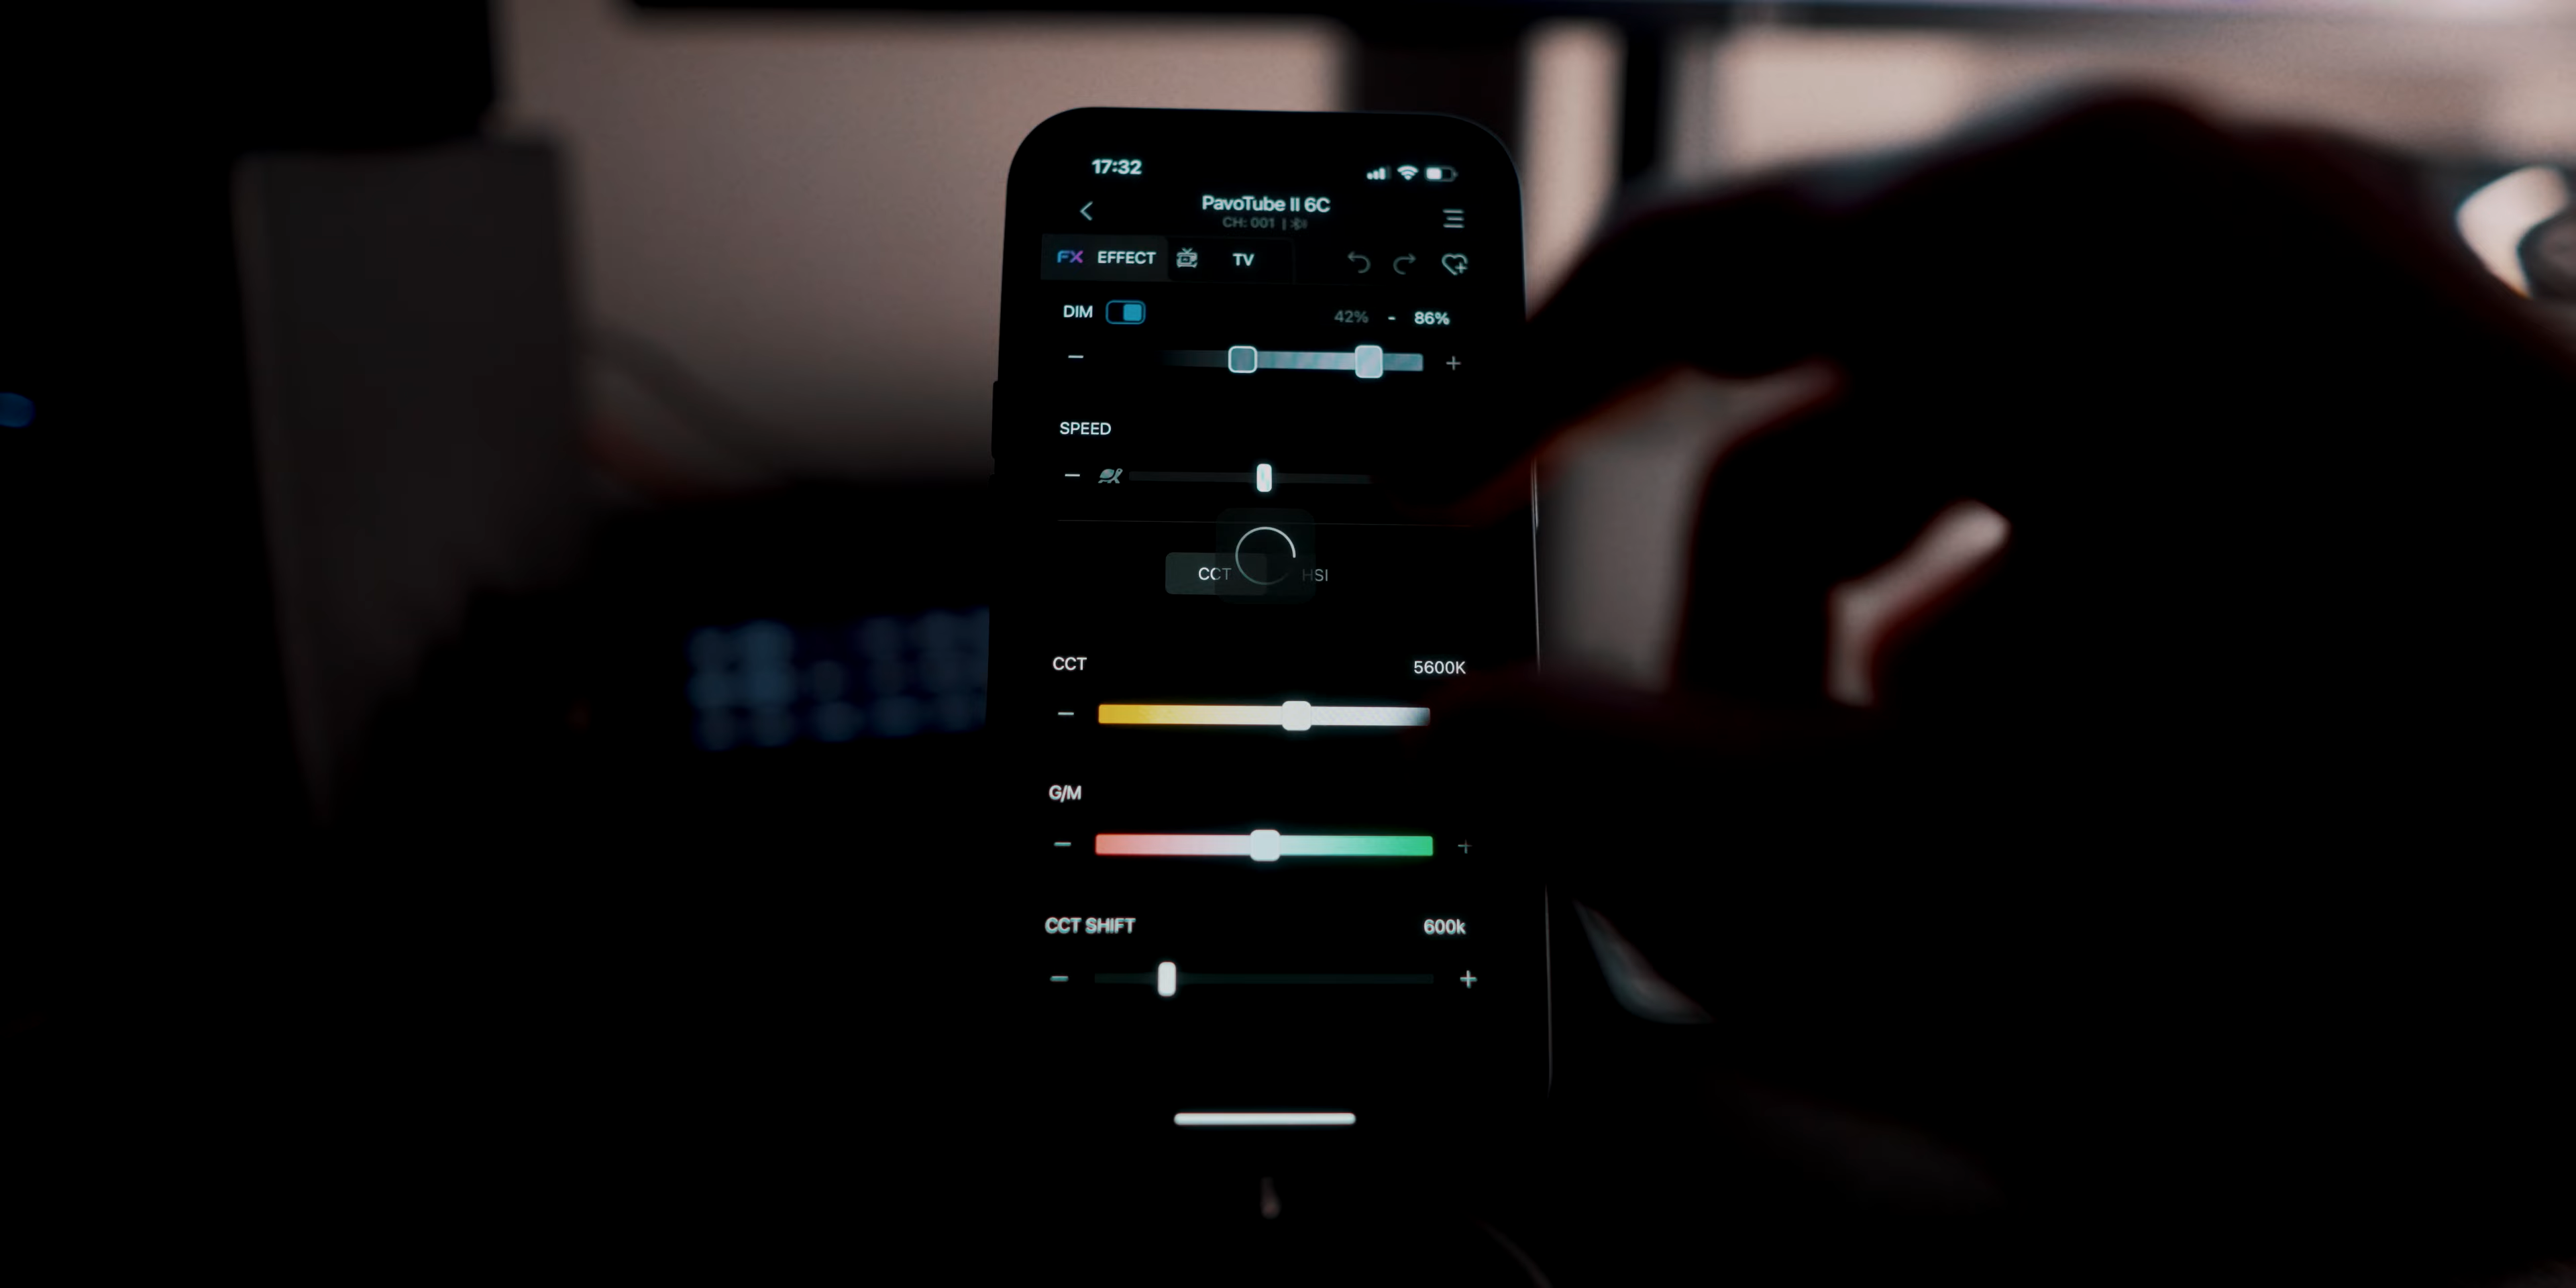 17:32
PavoTube II 6C
CH: 001 |
FX EFFECT TV
DIM 42% - 86%
SPEED
CCT HSI
CCT 5600K
G/M
CCT SHIFT 600k